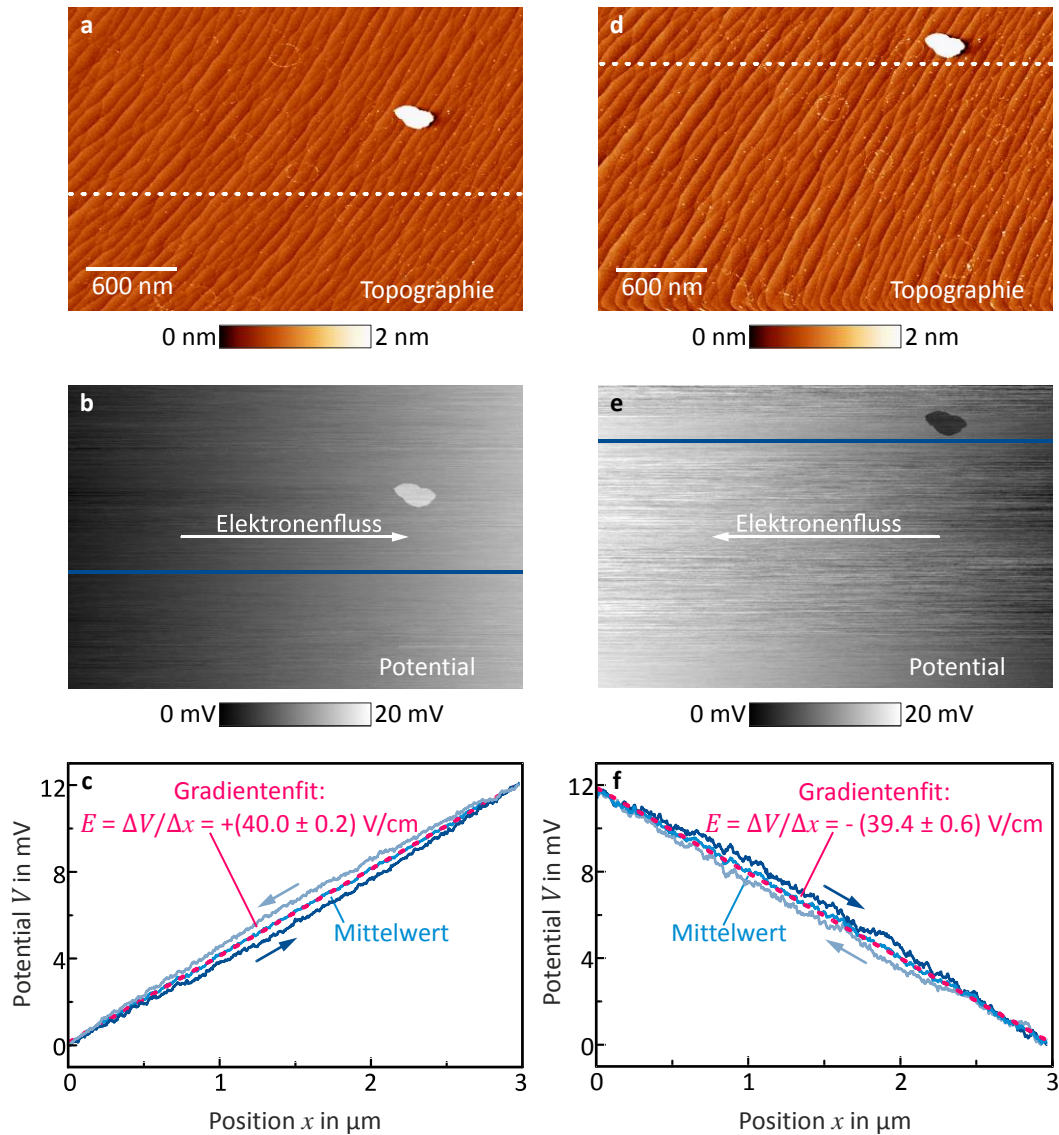 a
600 nm
Topographie
0 nm
2 nm
d
600 nm
Topographie
0 nm
2 nm
b
Elektronenfluss
Potential
0 mV
20 mV
e
Elektronenfluss
Potential
0 mV
20 mV
c
Gradientenfit:
E = ΔV/Δx = +(40.0 ± 0.2) V/cm
Mittelwert
Potential V in mV
12
8
4
0
0
1
2
3
Position x in µm
f
Gradientenfit:
E = ΔV/Δx = - (39.4 ± 0.6) V/cm
Mittelwert
Potential V in mV
12
8
4
0
0
1
2
3
Position x in µm